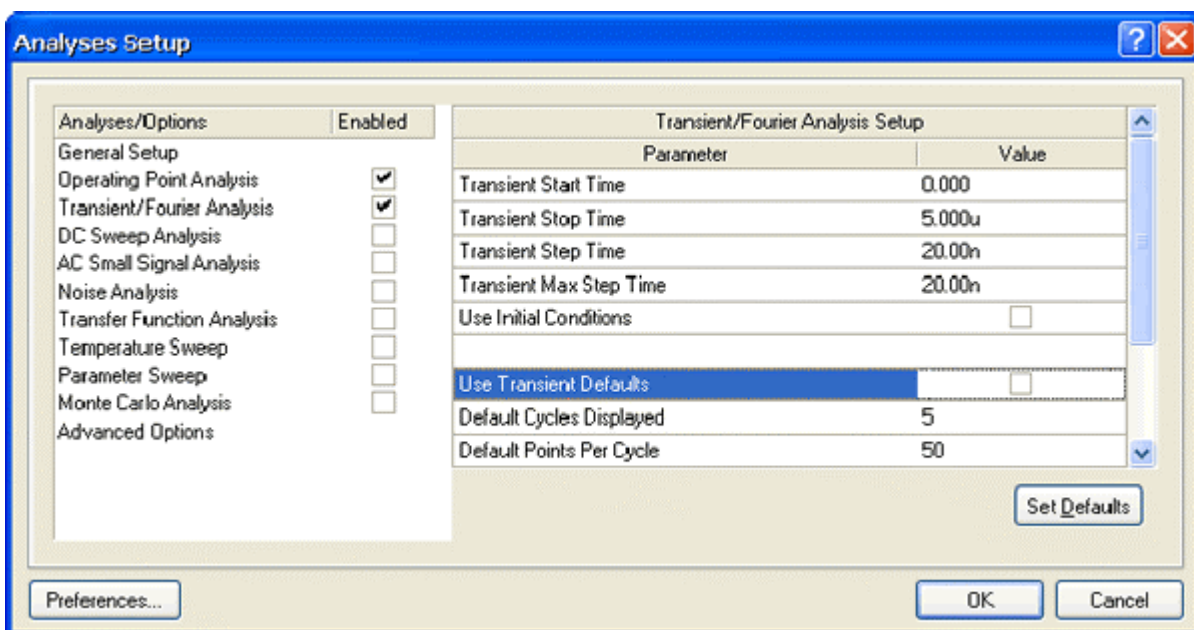 Analyses Setup
Analyses/Options Enabled
General Setup
Operating Point Analysis
Transient/Fourier Analysis
DC Sweep Analysis
AC Small Signal Analysis
Noise Analysis
Transfer Function Analysis
Temperature Sweep
Parameter Sweep
Monte Carlo Analysis
Advanced Options
Transient/Fourier Analysis Setup
Parameter Value
Transient Start Time 0.000
Transient Stop Time 5.000u
Transient Step Time 20.00n
Transient Max Step Time 20.00n
Use Initial Conditions
Use Transient Defaults
Default Cycles Displayed 5
Default Points Per Cycle 50
Set Defaults
Preferences... OK Cancel